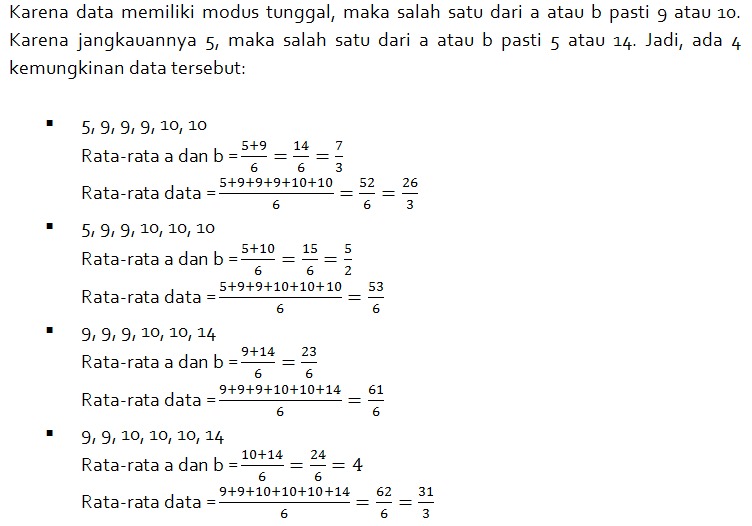 Karena data memiliki modus tunggal, maka salah satu dari a atau b pasti 9 atau 10.
Karena jangkauannya 5, maka salah satu dari a atau b pasti 5 atau 14. Jadi, ada 4
kemungkinan data tersebut:
▪ 5, 9, 9, 9, 10, 10
Rata-rata a dan b = \frac{5+9}{6} = \frac{14}{6} = \frac{7}{3}
Rata-rata data = \frac{5+9+9+9+10+10}{6} = \frac{52}{6} = \frac{26}{3}
▪ 5, 9, 9, 10, 10, 10
Rata-rata a dan b = \frac{5+10}{6} = \frac{15}{6} = \frac{5}{2}
Rata-rata data = \frac{5+9+9+10+10+10}{6} = \frac{53}{6}
▪ 9, 9, 9, 10, 10, 14
Rata-rata a dan b = \frac{9+14}{6} = \frac{23}{6}
Rata-rata data = \frac{9+9+9+10+10+14}{6} = \frac{61}{6}
▪ 9, 9, 10, 10, 10, 14
Rata-rata a dan b = \frac{10+14}{6} = \frac{24}{6} = 4
Rata-rata data = \frac{9+9+10+10+10+14}{6} = \frac{62}{6} = \frac{31}{3}